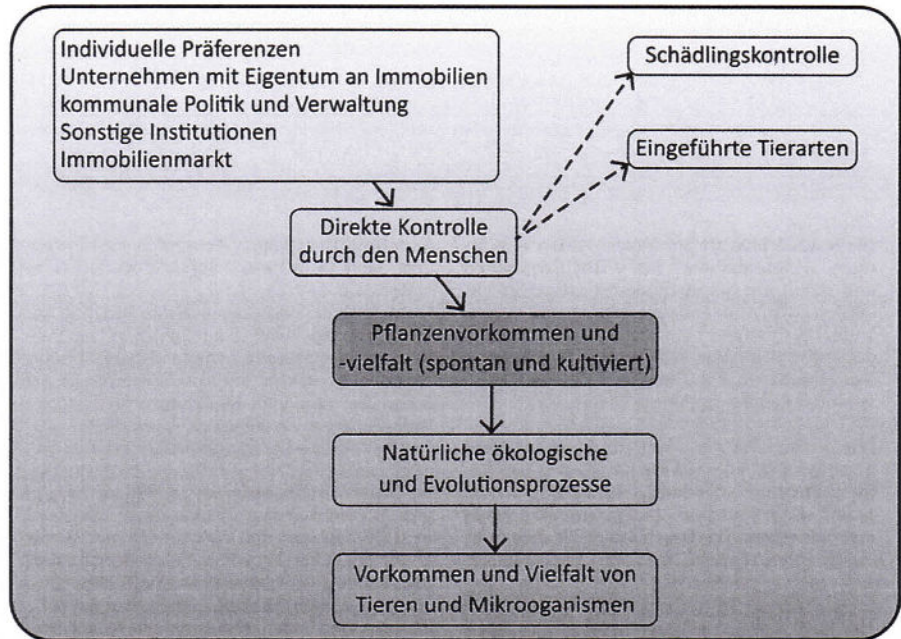 Individuelle Präferenzen
Unternehmen mit Eigentum an Immobilien
kommunale Politik und Verwaltung
Sonstige Institutionen
Immobilienmarkt
Schädlingskontrolle
Eingeführte Tierarten
Direkte Kontrolle
durch den Menschen
Pflanzenvorkommen und
-vielfalt (spontan und kultiviert)
Natürliche ökologische
und Evolutionsprozesse
Vorkommen und Vielfalt von
Tieren und Mikrooganismen